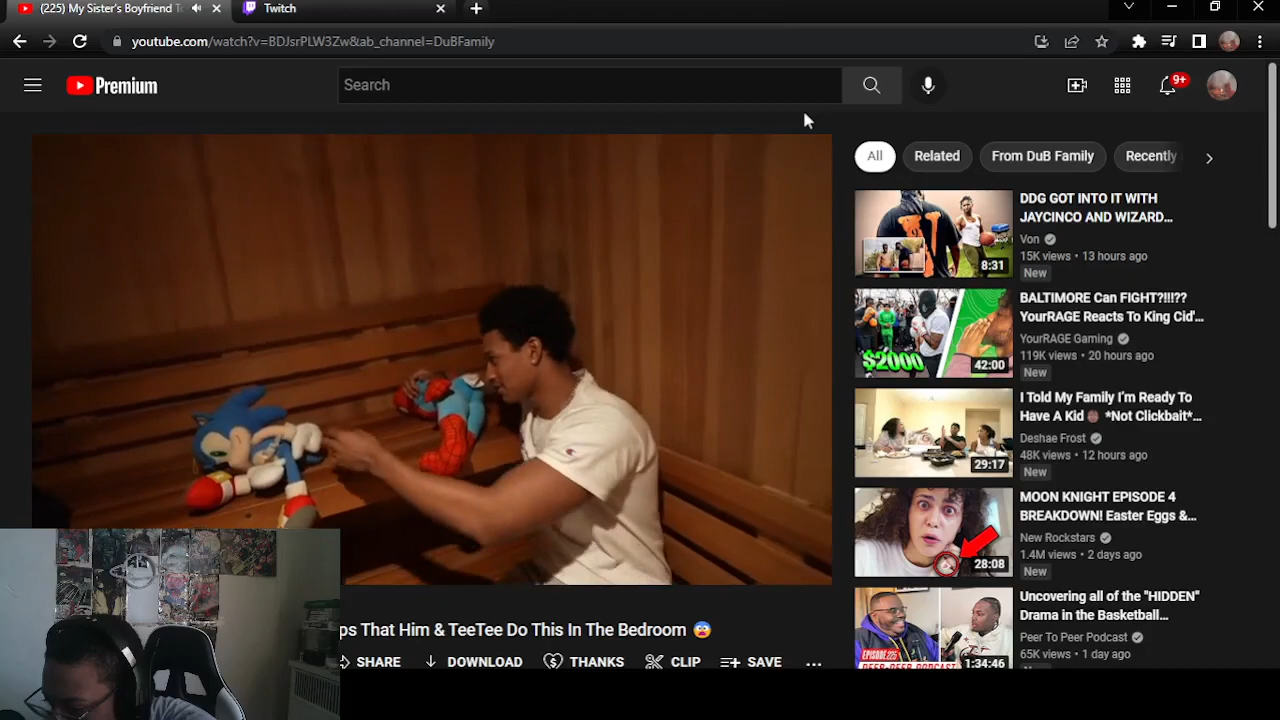 (225) My Sister's Boyfriend T
Twitch
youtube.com/watch?v=BDJsrPLW3Zw&ab_channel=DuBFamily
Premium
Search
9+
All
Related
From DuB Family
Recently
DDG GOT INTO IT WITH
JAYCINCO AND WIZARD...
Von
15K views • 13 hours ago
New
8:31
BALTIMORE Can FIGHT?!!!??
YourRAGE Reacts To King Cid'...
YourRAGE Gaming
119K views • 20 hours ago
New
$2000
42:00
I Told My Family I'm Ready To
Have A Kid *Not Clickbait*...
Deshae Frost
48K views • 12 hours ago
New
29:17
MOON KNIGHT EPISODE 4
BREAKDOWN! Easter Eggs &...
New Rockstars
1.4M views • 2 days ago
New
28:08
Uncovering all of the "HIDDEN"
Drama in the Basketball...
Peer To Peer Podcast
65K views • 1 day ago
EPISODE 225
PEER-PEER PODCAST
1:34:46
ps That Him & TeeTee Do This In The Bedroom 😨
SHARE
DOWNLOAD
THANKS
CLIP
SAVE
...